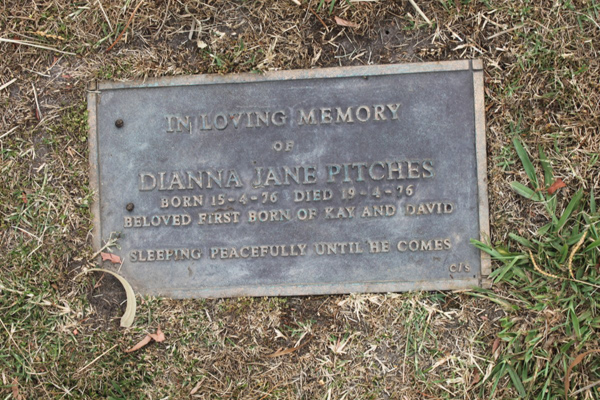 IN LOVING MEMORY
OF
DIANNA JANE PITCHES
BORN 15-4-76 DIED 19-4-76
BELOVED FIRST BORN OF KAY AND DAVID
SLEEPING PEACEFULLY UNTIL HE COMES
C/S